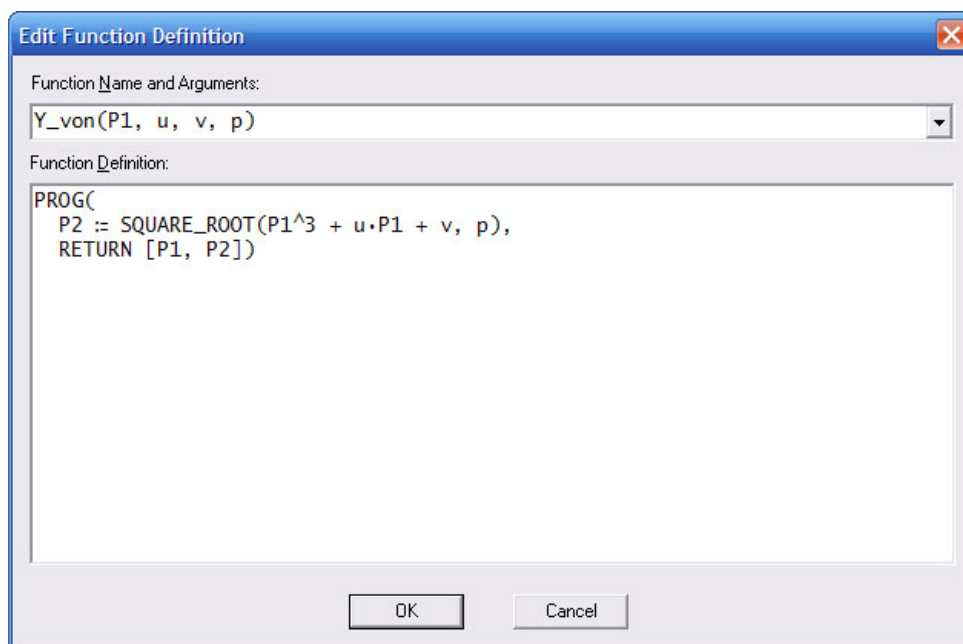 Edit Function Definition
Function Name and Arguments:
Y_von(P1, u, v, p)
Function Definition:
PROG(
P2 := SQUARE_ROOT(P1^3 + u·P1 + v, p),
RETURN [P1, P2])
OK
Cancel